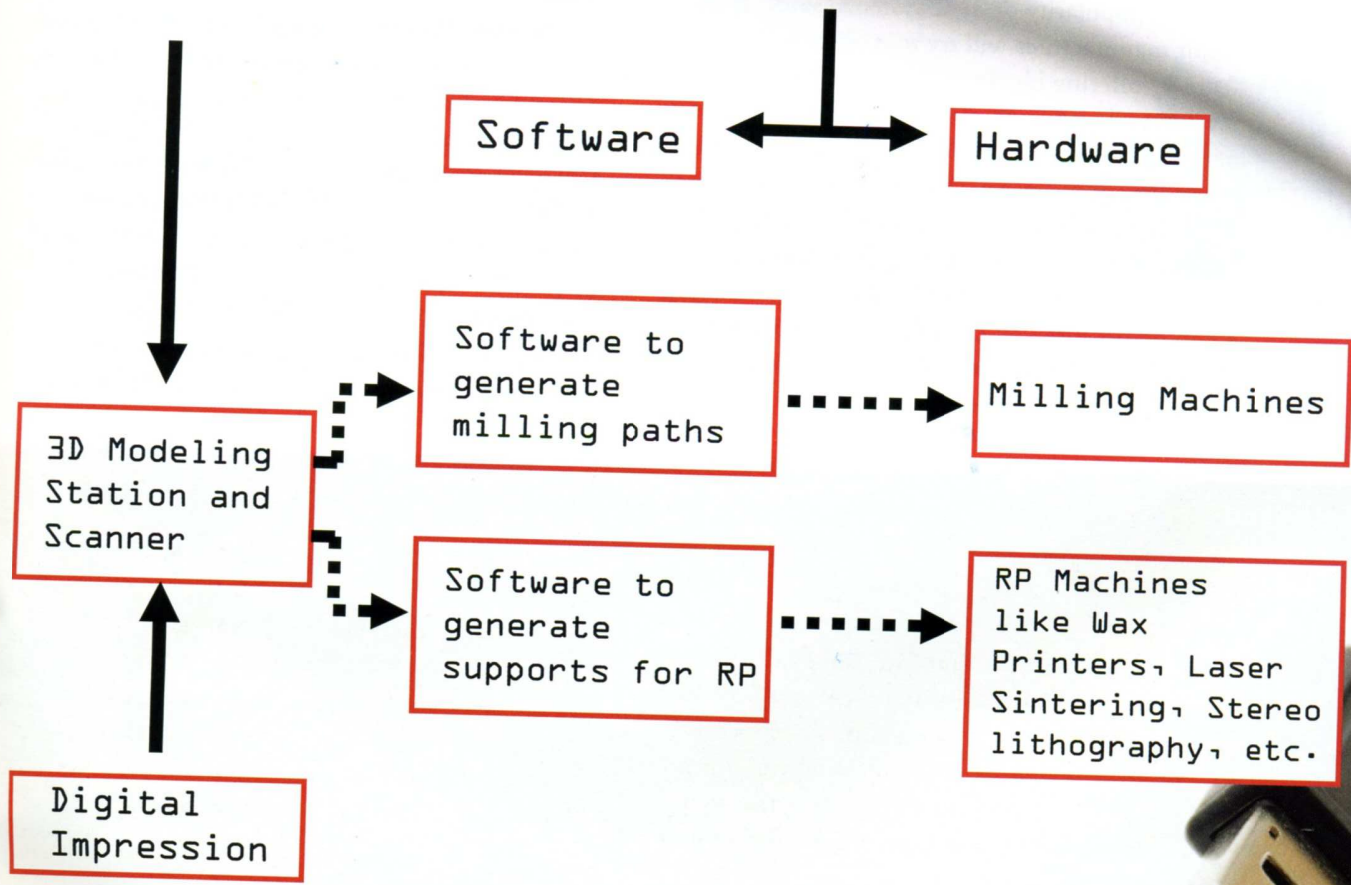 Software
Hardware
Software to
generate
milling paths
Milling Machines
3D Modeling
Station and
Scanner
Software to
generate
supports for RP
RP Machines
like Wax
Printers, Laser
Sintering, Stereo
lithography, etc.
Digital
Impression